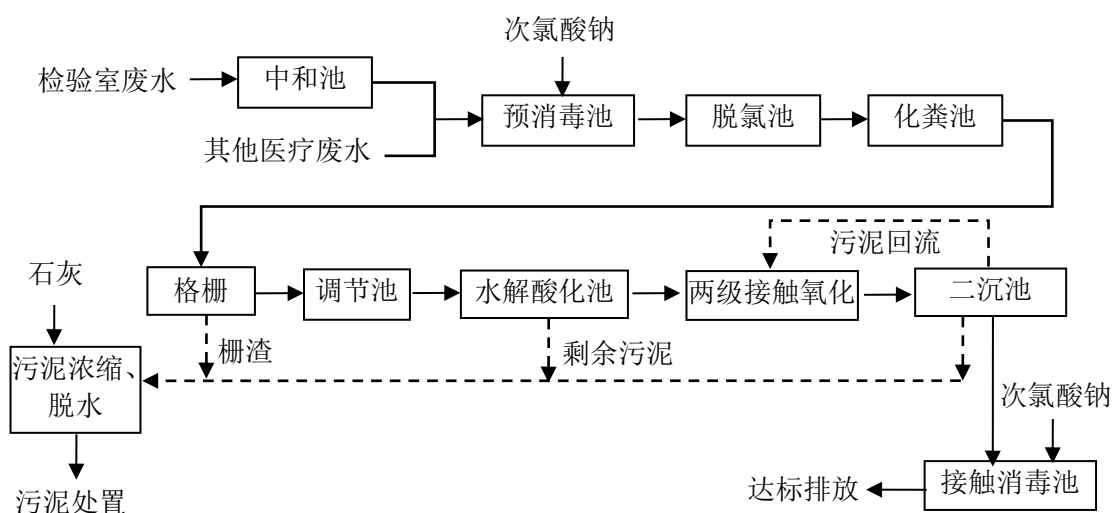 次氯酸钠
检验室废水
中和池
预消毒池
脱氯池
化粪池
其他医疗废水
污泥回流
石灰
格栅
调节池
水解酸化池
两级接触氧化
二沉池
栅渣
剩余污泥
污泥浓缩、
脱水
次氯酸钠
污泥处置
达标排放
接触消毒池